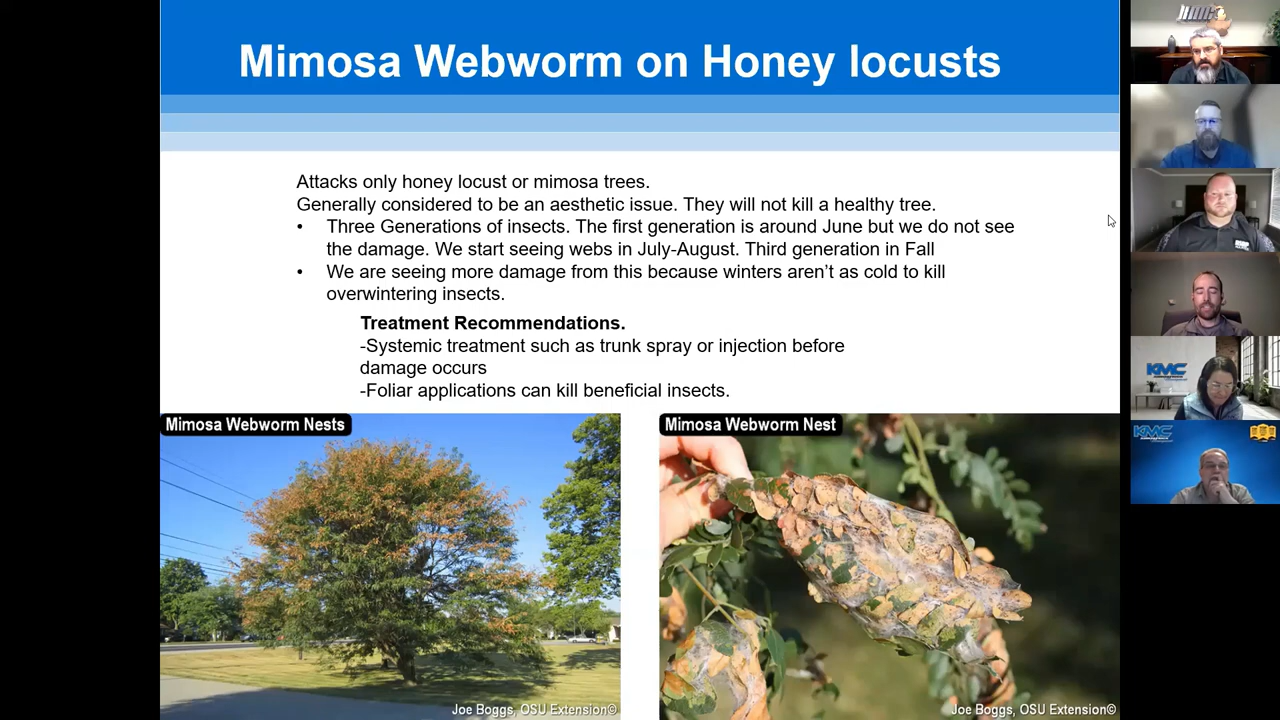 Mimosa Webworm on Honey locusts
Attacks only honey locust or mimosa trees.
Generally considered to be an aesthetic issue. They will not kill a healthy tree.
• Three Generations of insects. The first generation is around June but we do not see
the damage. We start seeing webs in July-August. Third generation in Fall
• We are seeing more damage from this because winters aren't as cold to kill
overwintering insects.
Treatment Recommendations.
-Systemic treatment such as trunk spray or injection before
damage occurs
-Foliar applications can kill beneficial insects.
Mimosa Webworm Nests
Mimosa Webworm Nest
Joe Boggs, OSU Extension©
Joe Boggs, OSU Extension©
KMC
KMC